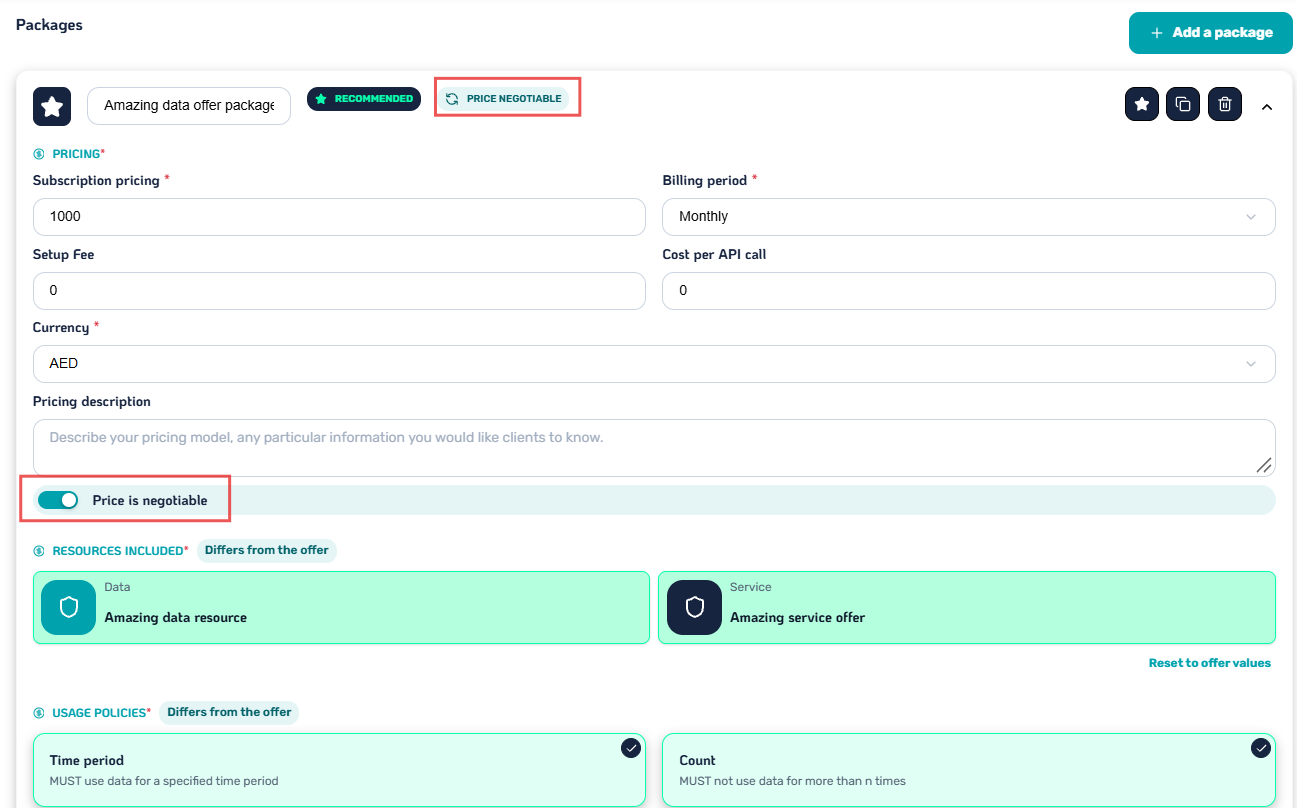 Packages
+ Add a package
Amazing data offer package
RECOMMENDED
PRICE NEGOTIABLE
PRICING*
Subscription pricing *
Billing period *
1000
Monthly
Setup Fee
Cost per API call
0
0
Currency *
AED
Pricing description
Describe your pricing model, any particular information you would like clients to know.
Price is negotiable
RESOURCES INCLUDED* Differs from the offer
Data
Amazing data resource
Service
Amazing service offer
Reset to offer values
USAGE POLICIES* Differs from the offer
Time period
MUST use data for a specified time period
Count
MUST not use data for more than n times